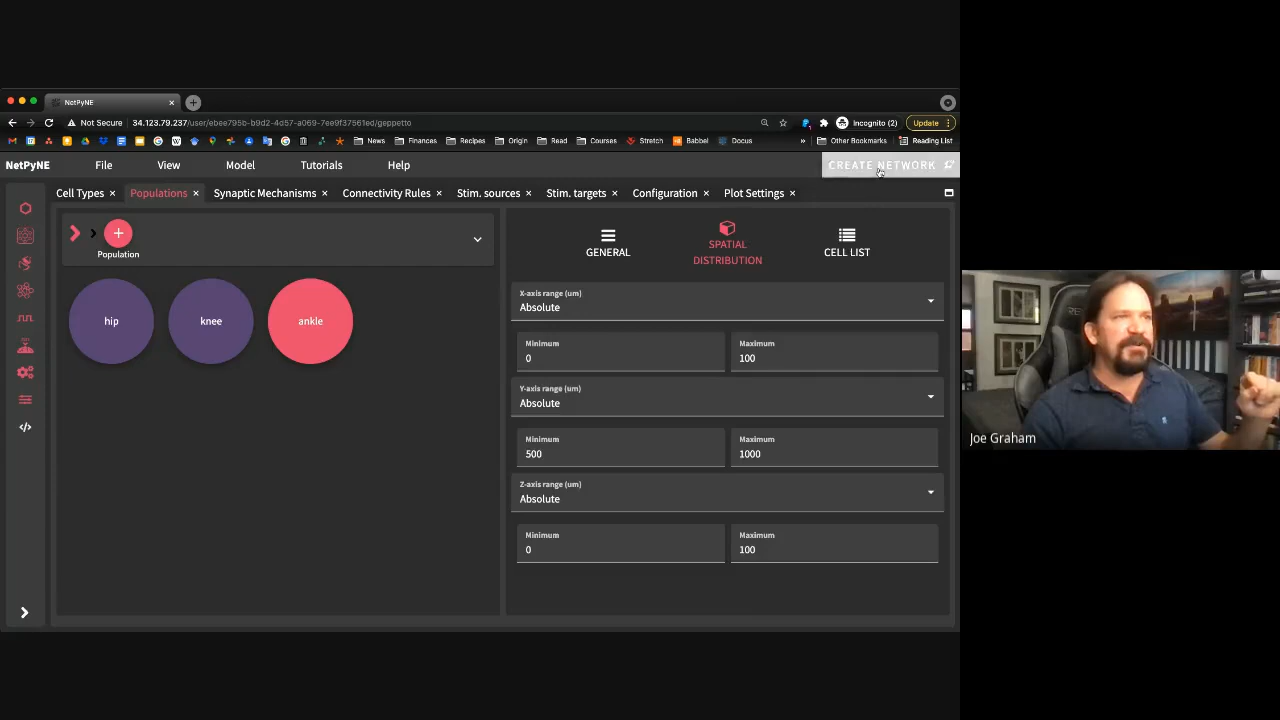 NetPyNE
Not Secure 34.123.79.237/user/ebee795b-b9d2-4d57-a069-7ee9f37561ed/geppetto
Incognito (2)
Update
News
Finances
Recipes
Origin
Read
Courses
Stretch
Babbel
Docus
»
Other Bookmarks
Reading List
NetPyNE
File
View
Model
Tutorials
Help
CREATE NETWORK
Cell Types
Populations
Synaptic Mechanisms
Connectivity Rules
Stim. sources
Stim. targets
Configuration
Plot Settings
Population
hip
knee
ankle
GENERAL
SPATIAL
DISTRIBUTION
CELL LIST
X-axis range (um)
Absolute
Minimum
0
Maximum
100
Y-axis range (um)
Absolute
Minimum
500
Maximum
1000
Z-axis range (um)
Absolute
Minimum
0
Maximum
100
Joe Graham